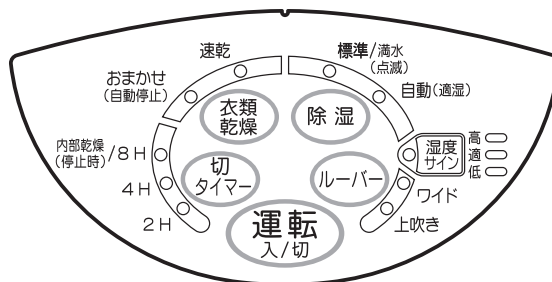 速乾
標準/満水
(点滅)
おまかせ
(自動停止)
自動(適湿)
衣類
乾燥
除湿
内部乾燥
(停止時)/8H
湿度
サイン
高
適
低
切
タイマー
ルーバー
4H
ワイド
2H
上吹き
運転
入/切